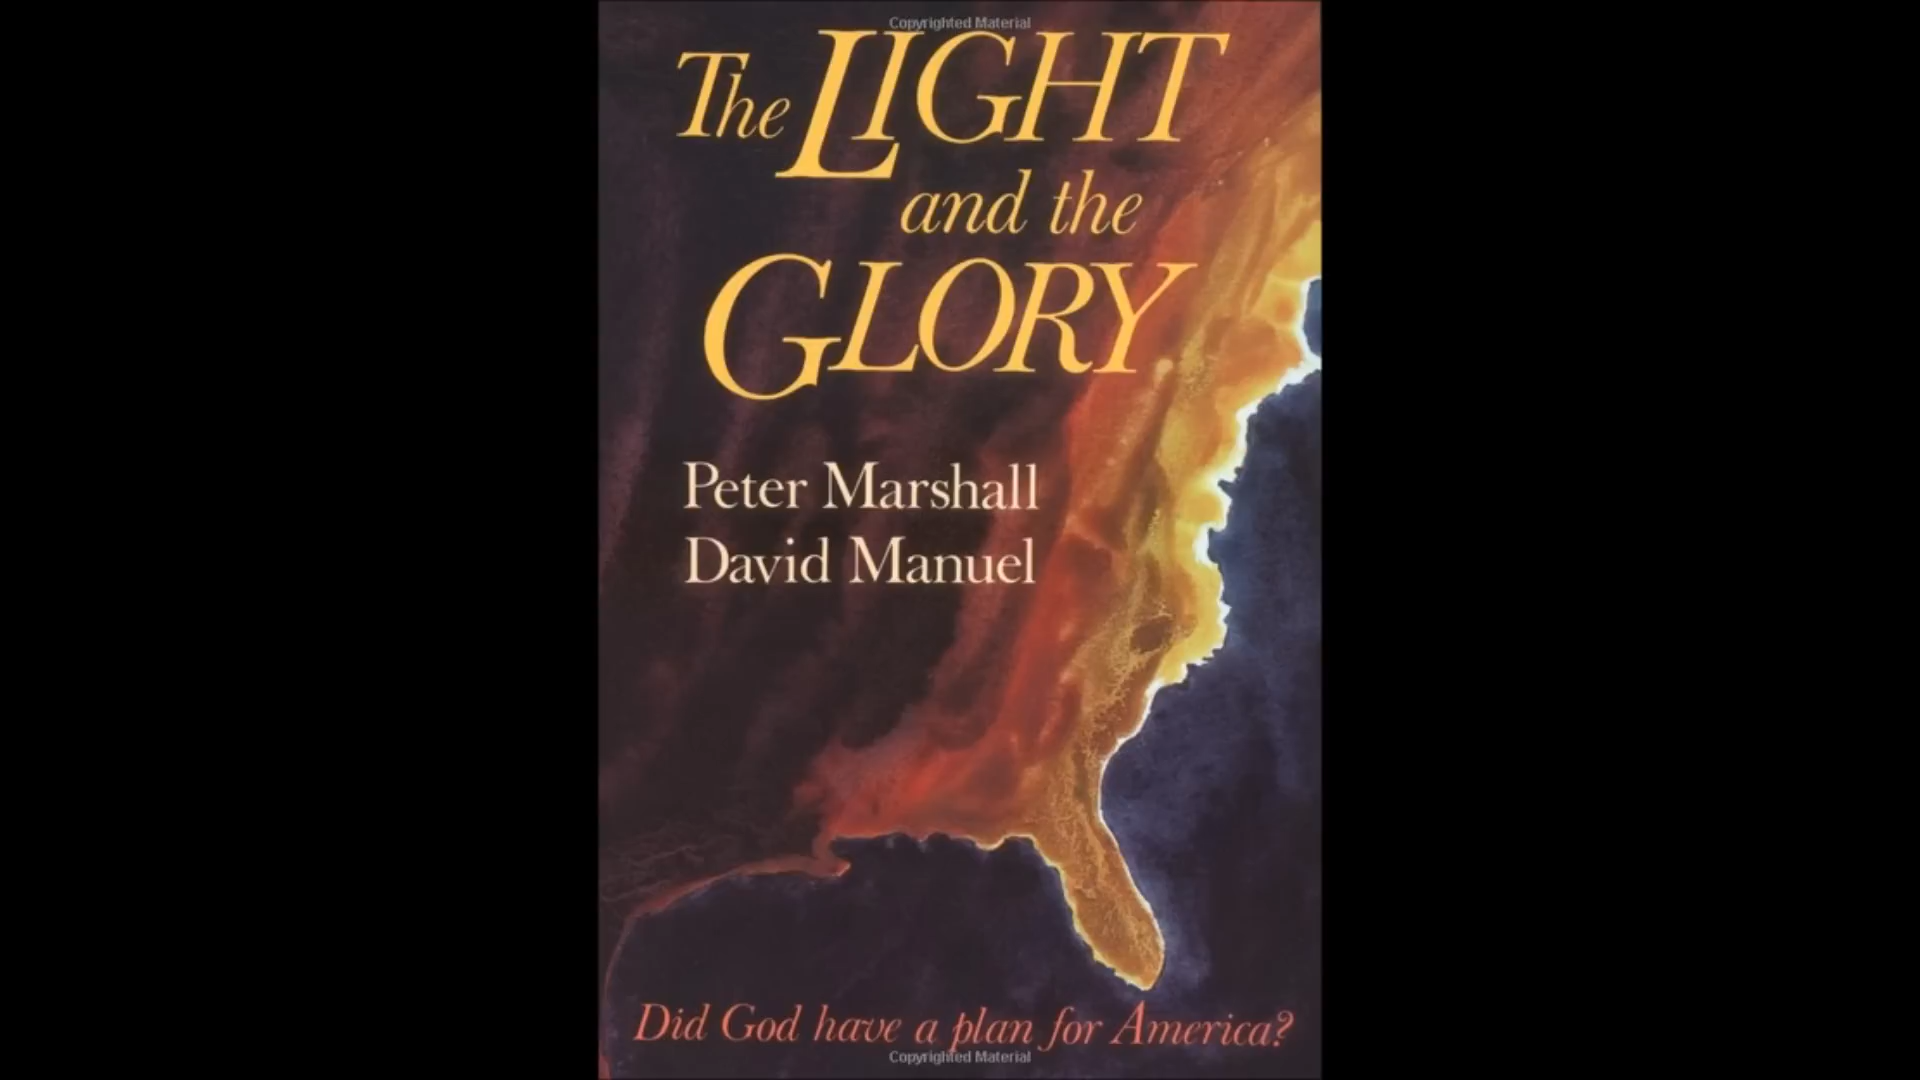 Copyrighted Material
The LIGHT
and the
GLORY
Peter Marshall
David Manuel
Did God have a plan for America?
Copyrighted Material